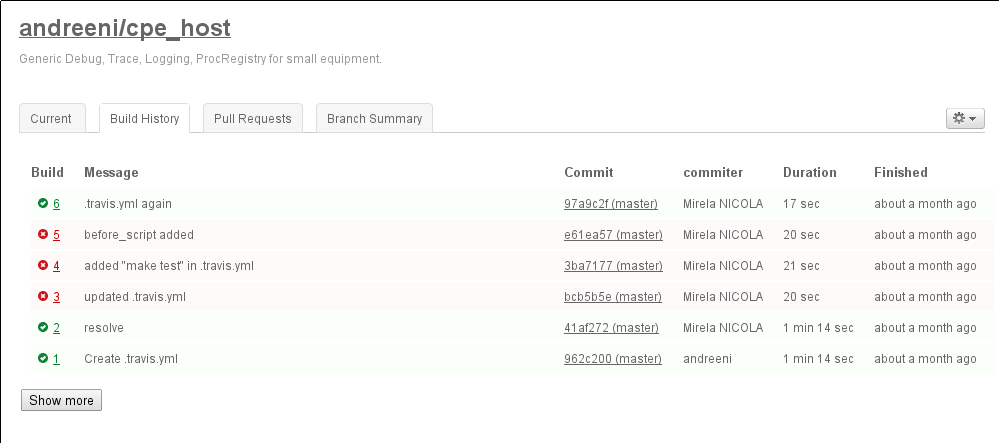 andreeni/cpe_host
Generic Debug, Trace, Logging, ProcRegistry for small equipment.
Current Build History Pull Requests Branch Summary
Build Message Commit commiter Duration Finished
6 .travis.yml again 97a9c2f (master) Mirela NICOLA 17 sec about a month ago
5 before_script added e61ea57 (master) Mirela NICOLA 20 sec about a month ago
4 added "make test" in .travis.yml 3ba7177 (master) Mirela NICOLA 21 sec about a month ago
3 updated .travis.yml bcb5b5e (master) Mirela NICOLA 20 sec about a month ago
2 resolve 41af272 (master) Mirela NICOLA 1 min 14 sec about a month ago
1 Create .travis.yml 962c200 (master) andreeni 1 min 14 sec about a month ago
Show more